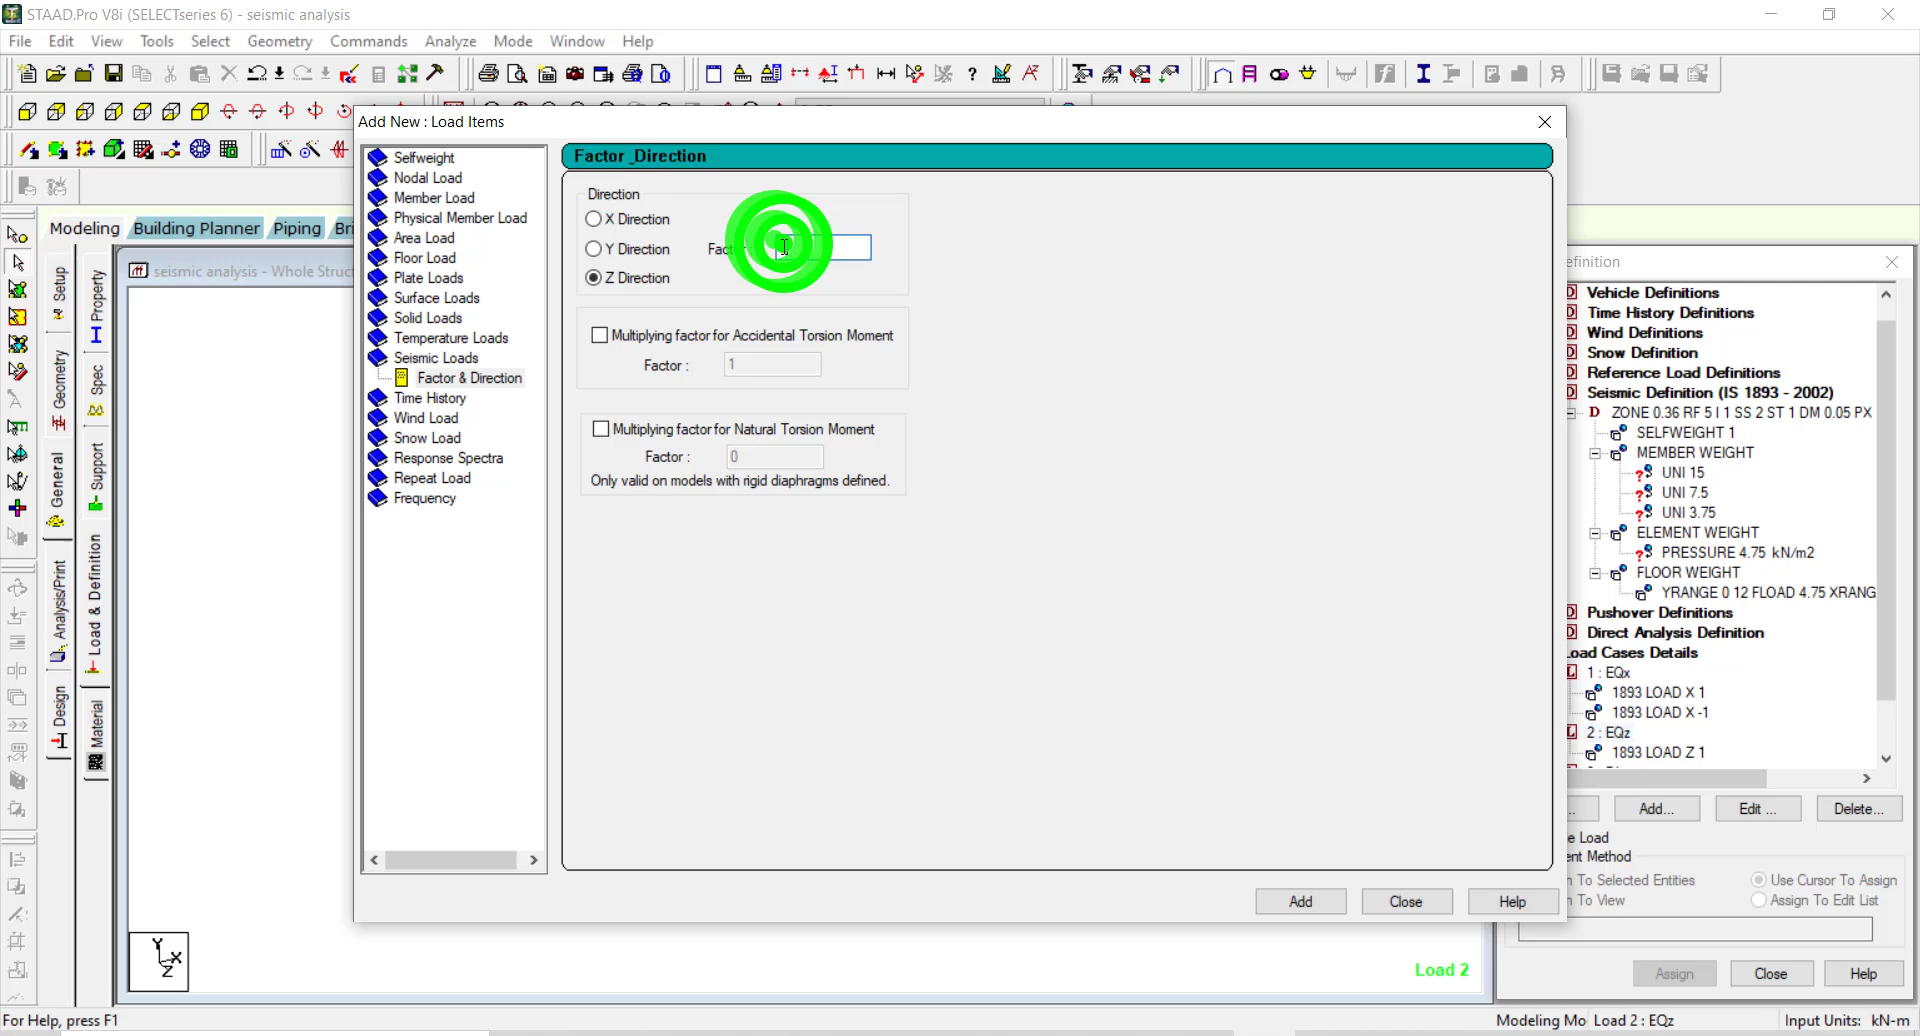 STAAD.Pro V8i (SELECTseries 6) - seismic analysis
File Edit View Tools Select Geometry Commands Analyze Mode Window Help
Add New : Load Items
Selfweight
Nodal Load
Member Load
Physical Member Load
Area Load
Floor Load
Plate Loads
Surface Loads
Solid Loads
Temperature Loads
Seismic Loads
Factor & Direction
Time History
Wind Load
Snow Load
Response Spectra
Repeat Load
Frequency
Factor _Direction
Direction
X Direction
Y Direction
Z Direction
Multiplying factor for Accidental Torsion Moment
Factor : 1
Multiplying factor for Natural Torsion Moment
Factor : 0
Only valid on models with rigid diaphragms defined.
Add Close Help
Modeling Building Planner Piping
seismic analysis - Whole
Setup
Geometry
General
Analysis/Print
Design
Property
Spec
Support
Load & Definition
Material
Vehicle Definitions
Time History Definitions
Wind Definitions
Snow Definition
Reference Load Definitions
Seismic Definition (IS 1893 - 2002)
ZONE 0.36 RF 5 I 1 SS 2 ST 1 DM 0.05 PX
SELFWEIGHT 1
MEMBER WEIGHT
UNI 15
UNI 7.5
UNI 3.75
ELEMENT WEIGHT
PRESSURE 4.75 kN/m2
FLOOR WEIGHT
YRANGE 0 12 FLOAD 4.75 XRANG
Pushover Definitions
Direct Analysis Definition
Load Cases Details
1 : EQx
1893 LOAD X 1
1893 LOAD X -1
2 : EQz
1893 LOAD Z 1
Add... Edit ... Delete...
Load
To Selected Entities Use Cursor To Assign
To View Assign To Edit List
Assign Close Help
Y
X
Z
Load 2
For Help, press F1
Modeling Mo Load 2 : EQz Input Units: kN-m